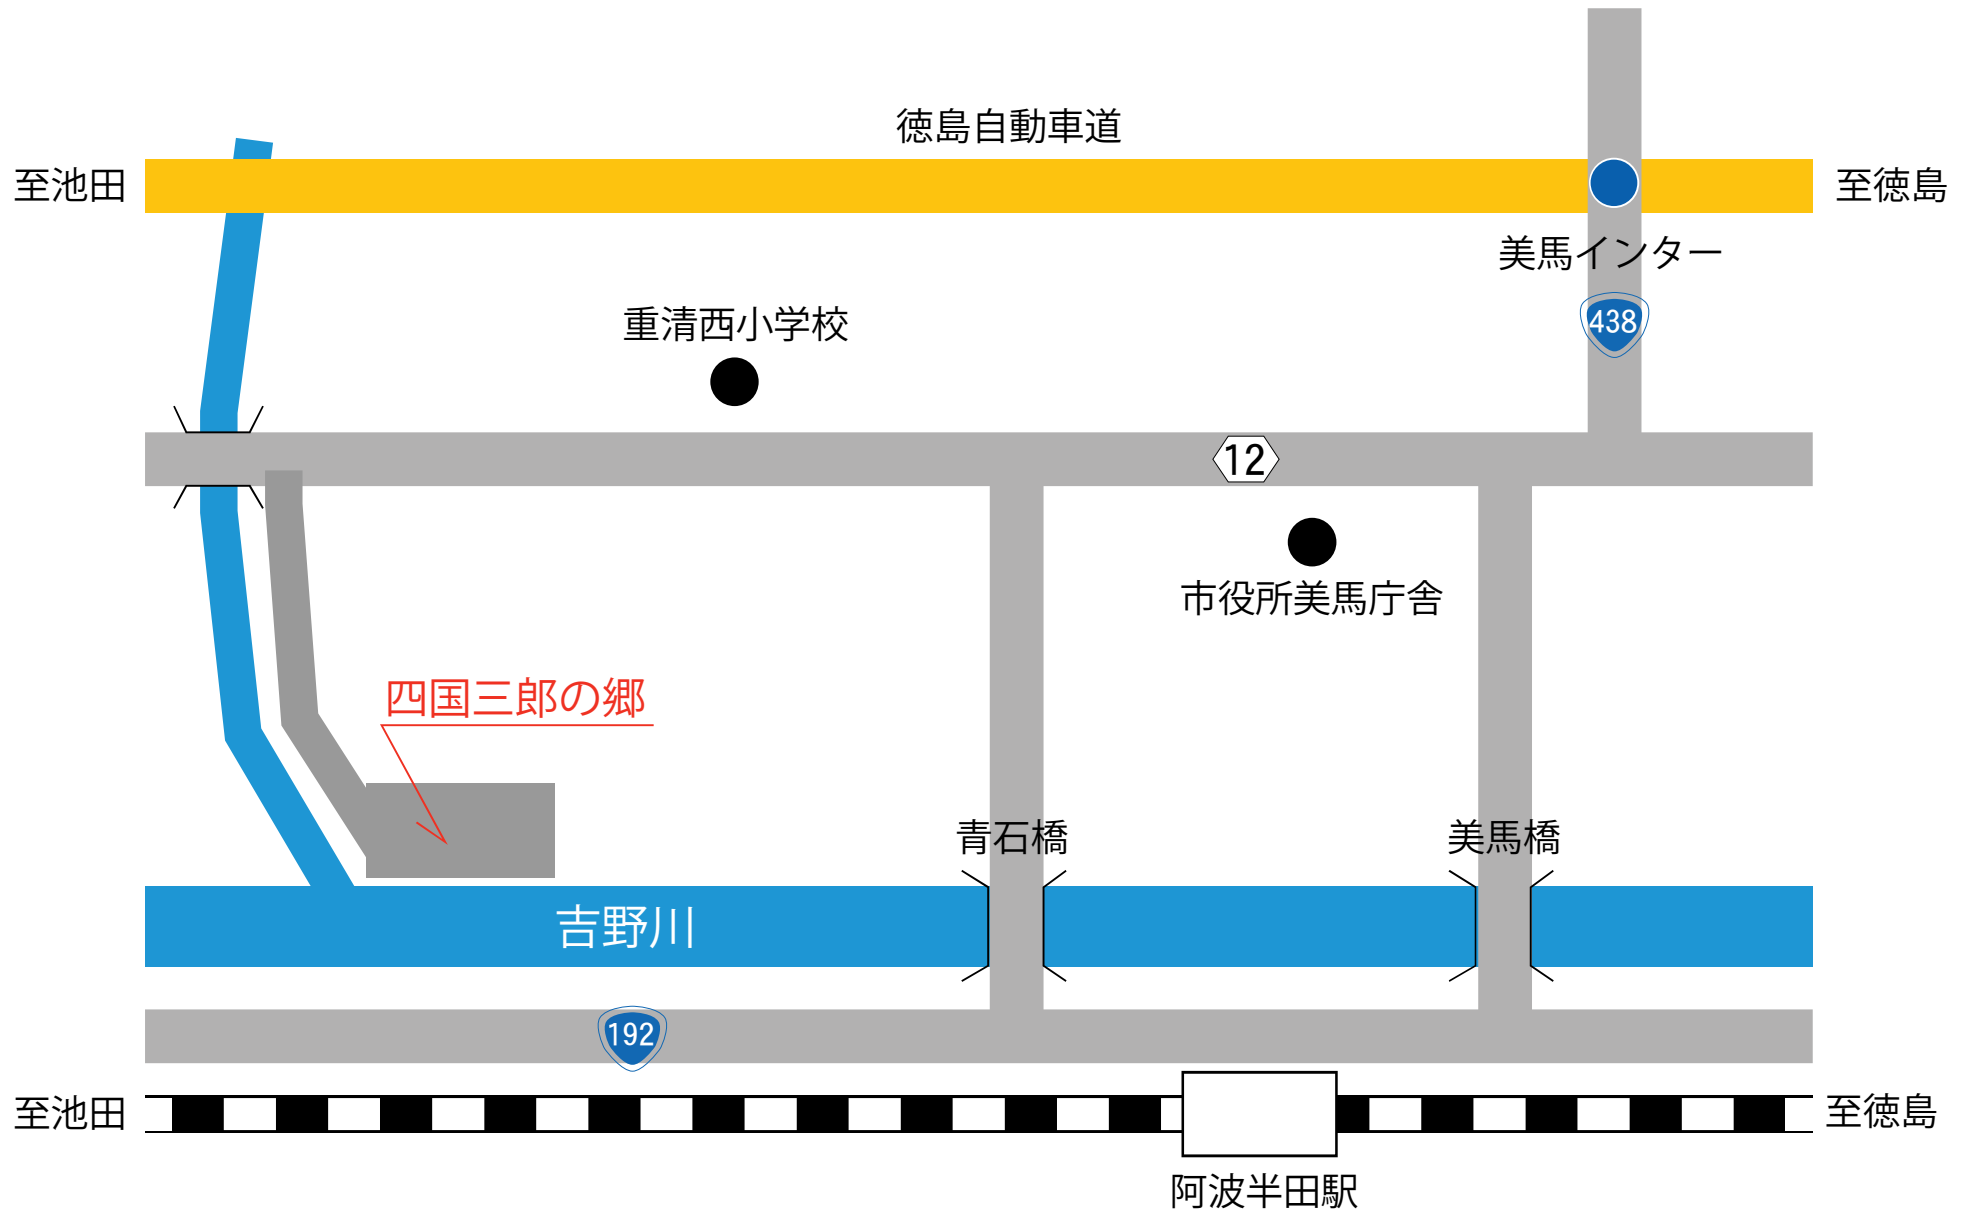 徳島自動車道
至池田
至徳島
美馬インター
438
重清西小学校
12
市役所美馬庁舎
四国三郎の郷
青石橋
美馬橋
吉野川
192
至池田
至徳島
阿波半田駅